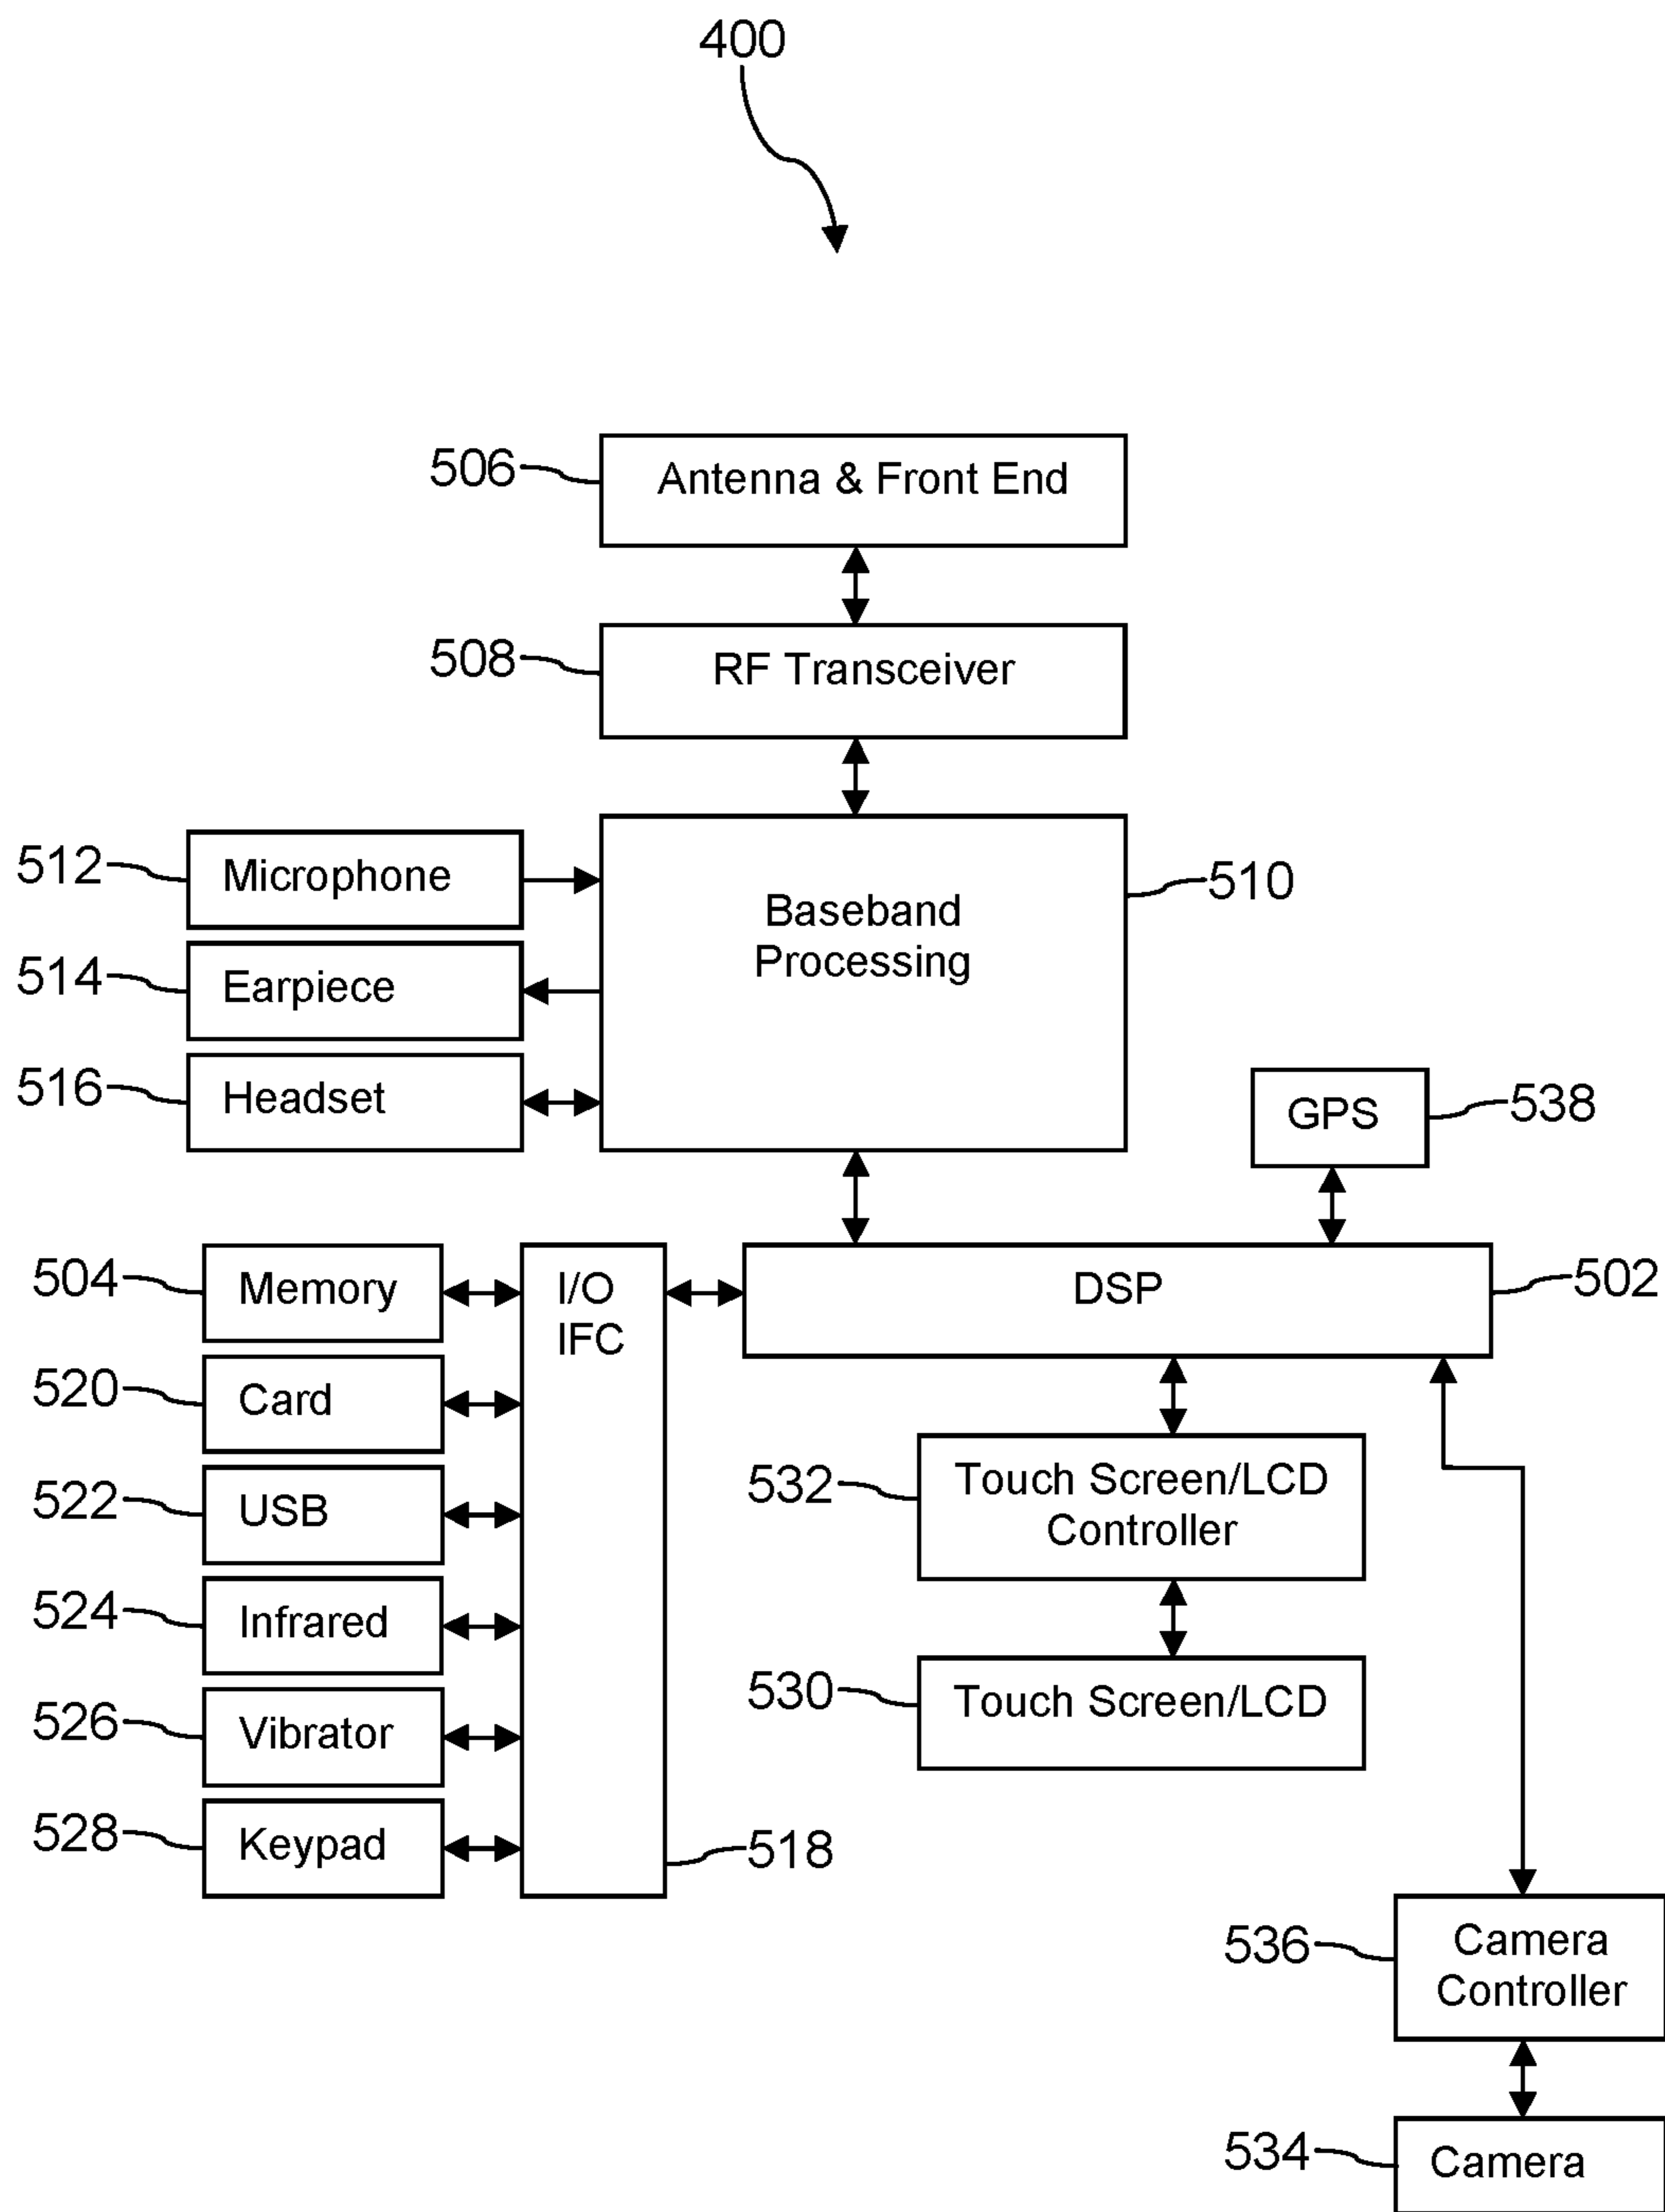 400
506
Antenna & Front End
508
RF Transceiver
512
Microphone
Baseband
Processing
510
514
Earpiece
516
Headset
GPS
538
504
Memory
I/O
IFC
DSP
502
520
Card
522
USB
532
Touch Screen/LCD
Controller
524
Infrared
530
Touch Screen/LCD
526
Vibrator
528
Keypad
518
536
Camera
Controller
534
Camera